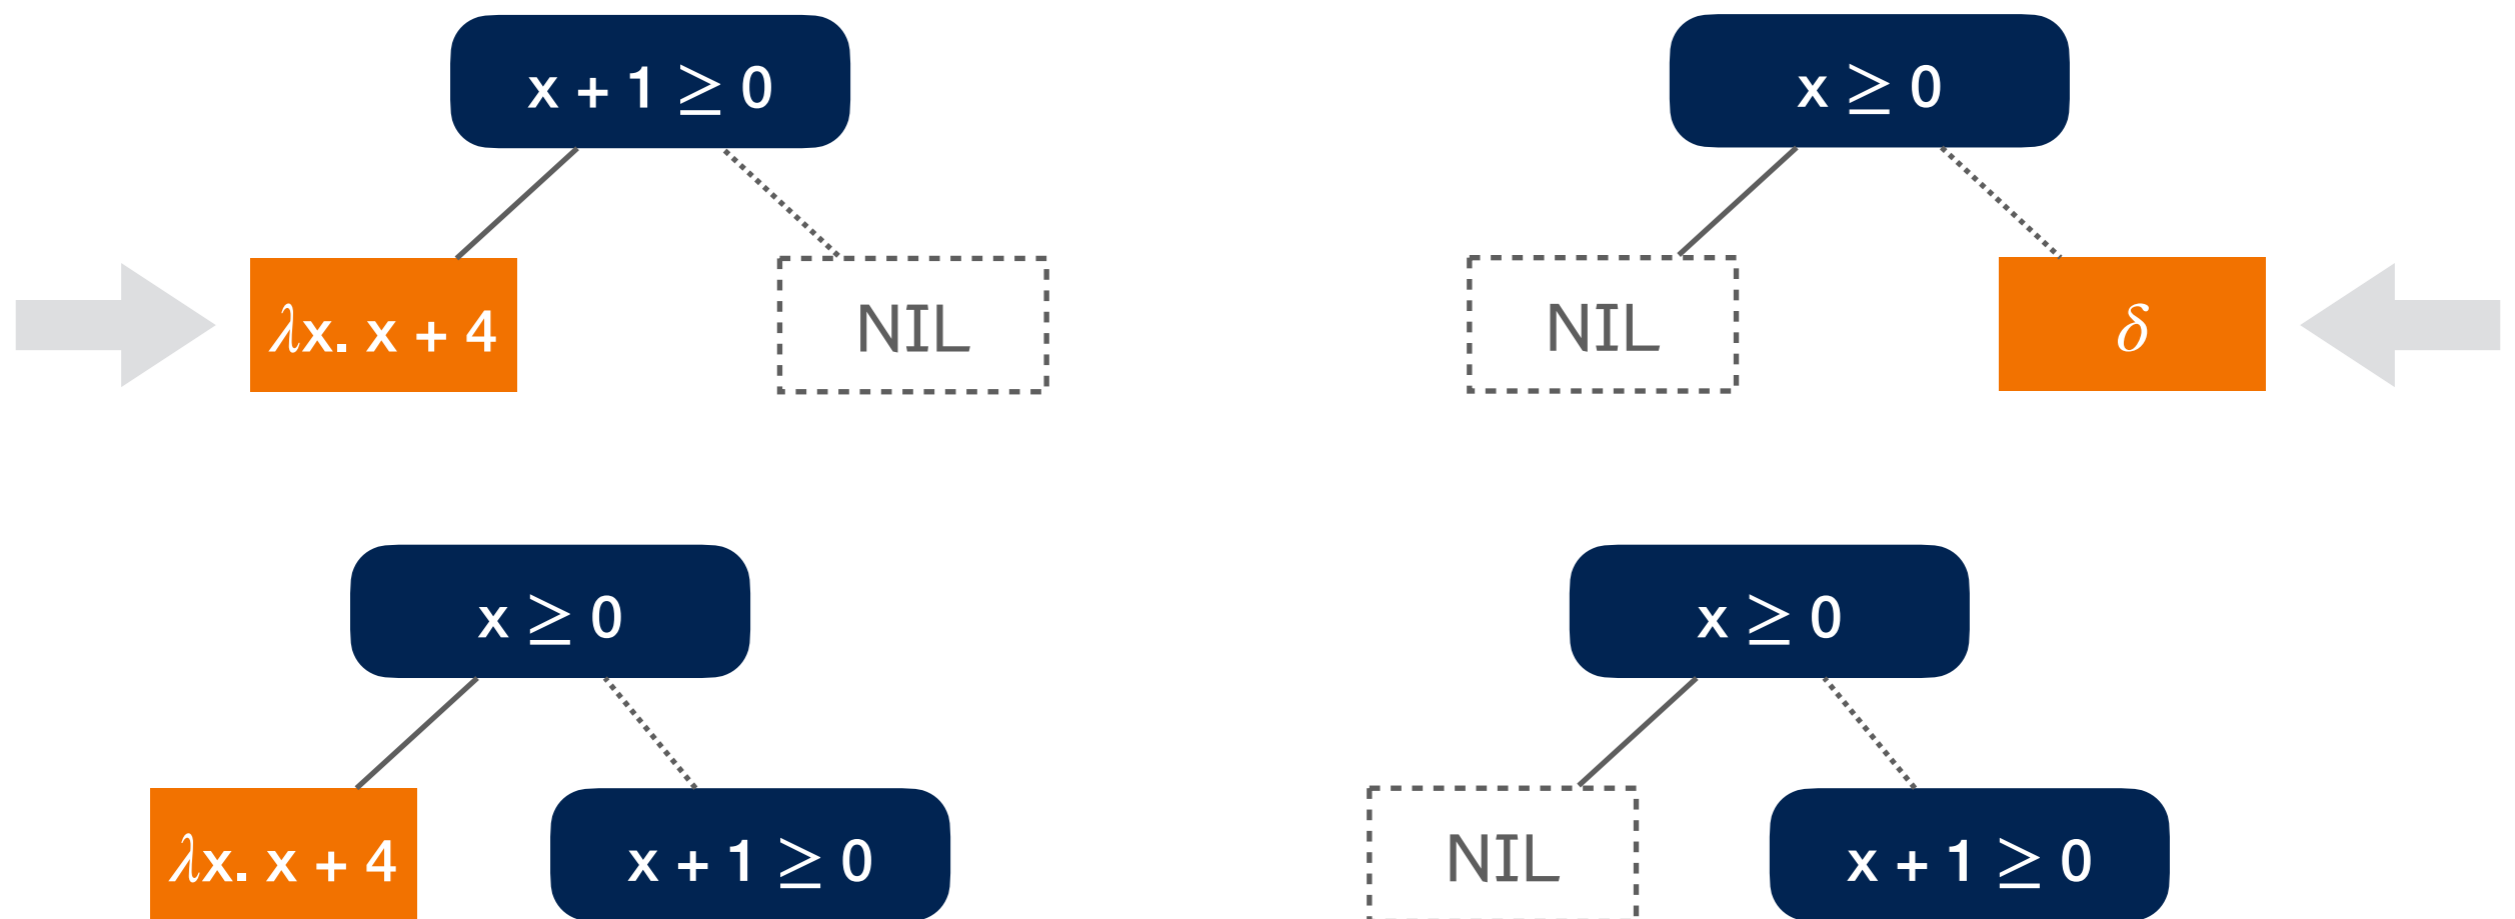 x + 1 ≥ 0
x ≥ 0
λx. x + 4
NIL
NIL
δ
x ≥ 0
x ≥ 0
λx. x + 4
x + 1 ≥ 0
NIL
x + 1 ≥ 0